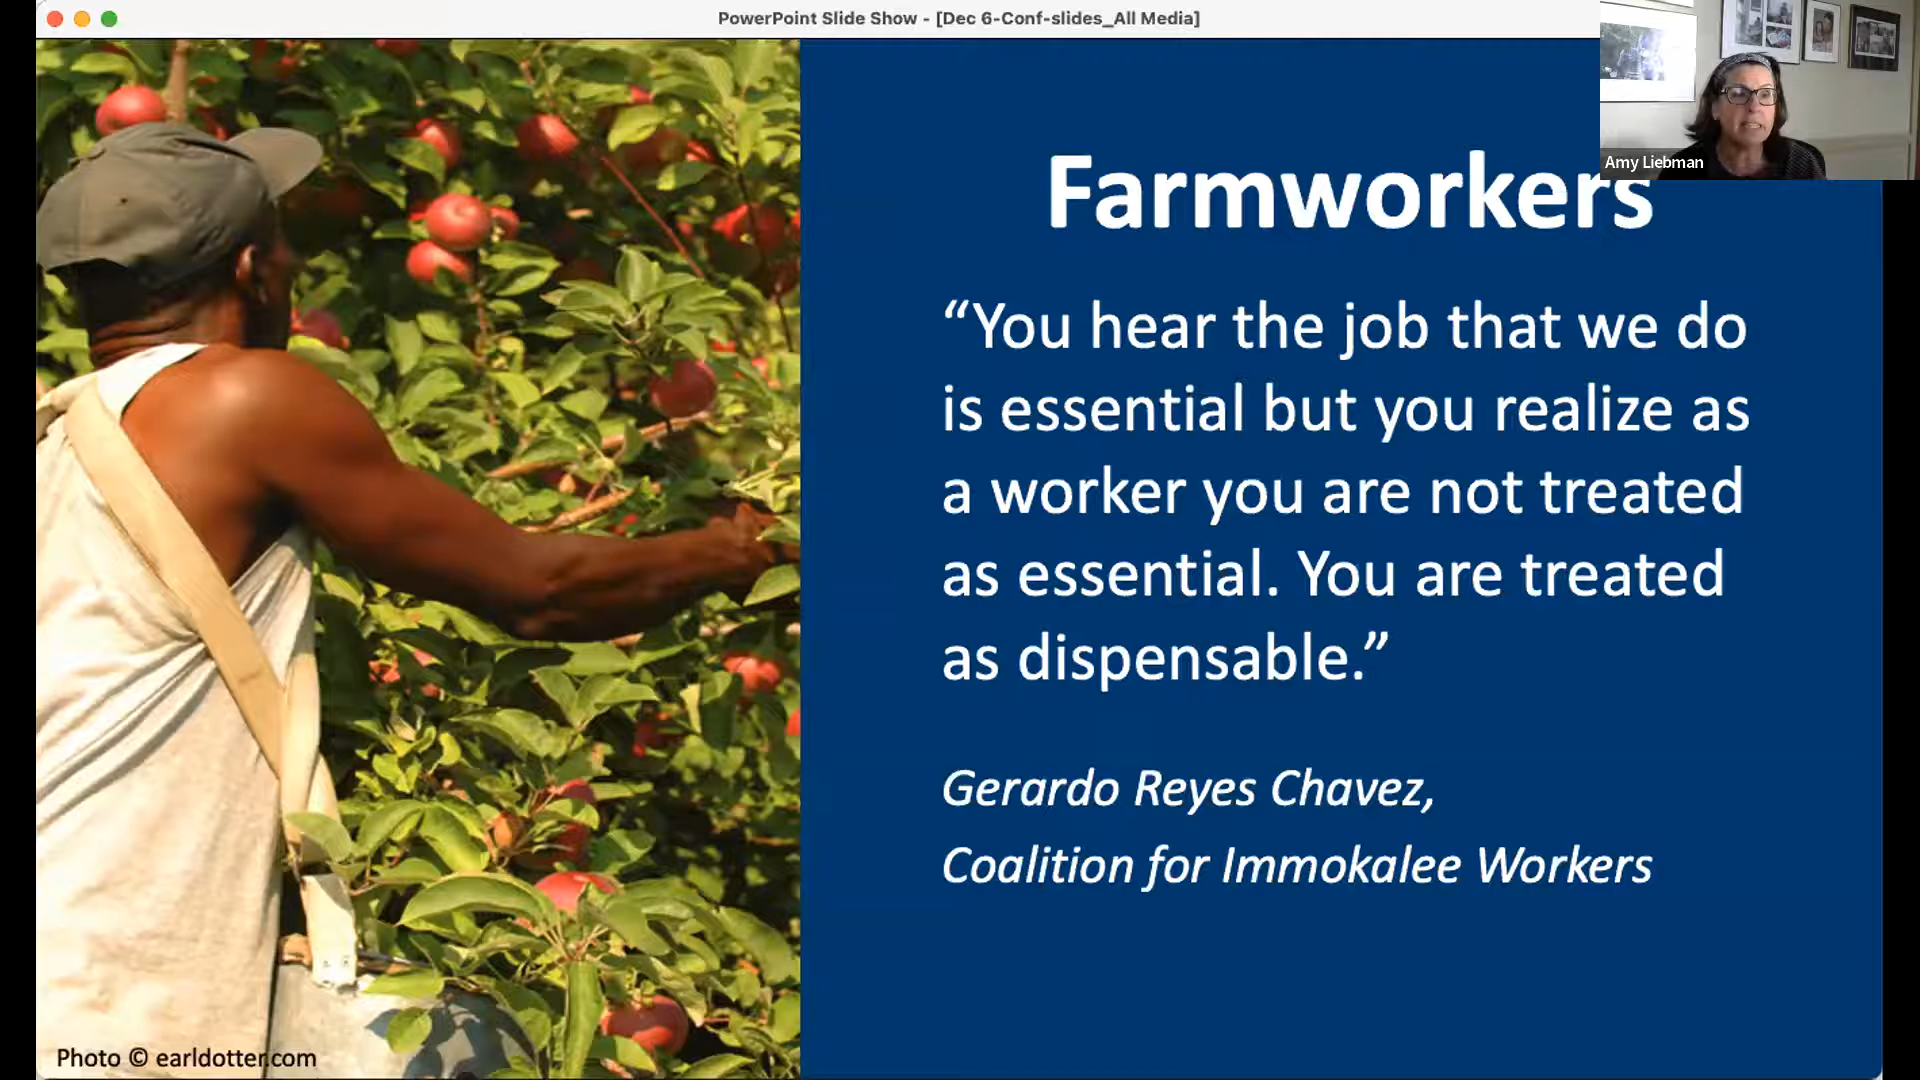 PowerPoint Slide Show - [Dec 6-Conf-slides_All Media]
Amy Liebman
Farmworkers
“You hear the job that we do
is essential but you realize as
a worker you are not treated
as essential. You are treated
as dispensable.”
Gerardo Reyes Chavez,
Coalition for Immokalee Workers
Photo © earldotter.com